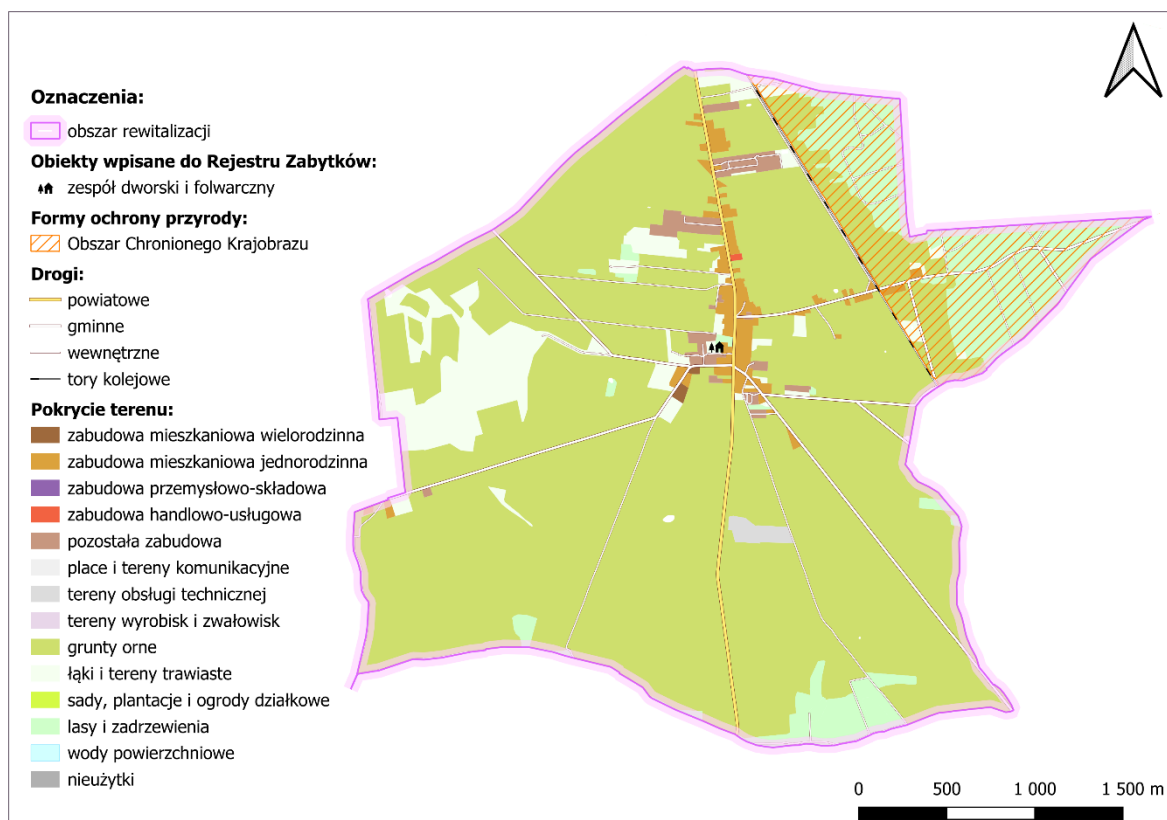 Oznaczenia:
obszar rewitalizacji
Obiekty wpisane do Rejestru Zabytków:
zespół dworski i folwarczny
Formy ochrony przyrody:
Obszar Chronionego Krajobrazu
Drogi:
powiatowe
gminne
wewnętrzne
tory kolejowe
Pokrycie terenu:
zabudowa mieszkaniowa wielorodzinna
zabudowa mieszkaniowa jednorodzinna
zabudowa przemysłowo-składowa
zabudowa handlowo-usługowa
pozostała zabudowa
place i tereny komunikacyjne
tereny obsługi technicznej
tereny wyrobisk i zwałowisk
grunty orne
łąki i tereny trawiaste
sady, plantacje i ogrody działkowe
lasy i zadrzewienia
wody powierzchniowe
nieużytki
0 500 1 000 1 500 m